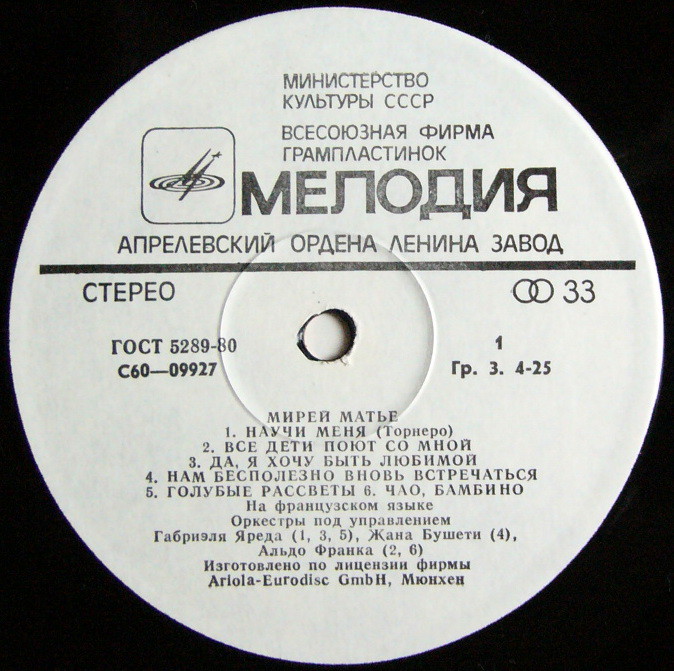 МИНИСТЕРСТВО
КУЛЬТУРЫ СССР
ВСЕСОЮЗНАЯ ФИРМА
ГРАМПЛАСТИНОК
МЕЛОДИЯ
АПРЕЛЕВСКИЙ ОРДЕНА ЛЕНИНА ЗАВОД
СТЕРЕО 33
ГОСТ 5289-80 1
С60—09927 Гр. 3. 4-25
МИРЕЙ МАТЬЕ
1. НАУЧИ МЕНЯ (Торнеро)
2. ВСЕ ДЕТИ ПОЮТ СО МНОЙ
3. ДА, Я ХОЧУ БЫТЬ ЛЮБИМОЙ
4. НАМ БЕСПОЛЕЗНО ВНОВЬ ВСТРЕЧАТЬСЯ
5. ГОЛУБЫЕ РАССВЕТЫ 6. ЧАО, БАМБИНО
На французском языке
Оркестры под управлением
Габриэля Яреда (1, 3, 5), Жана Бушети (4),
Альдо Франка (2, 6)
Изготовлено по лицензии фирмы
Ariola-Eurodisc GmbH, Мюнхен